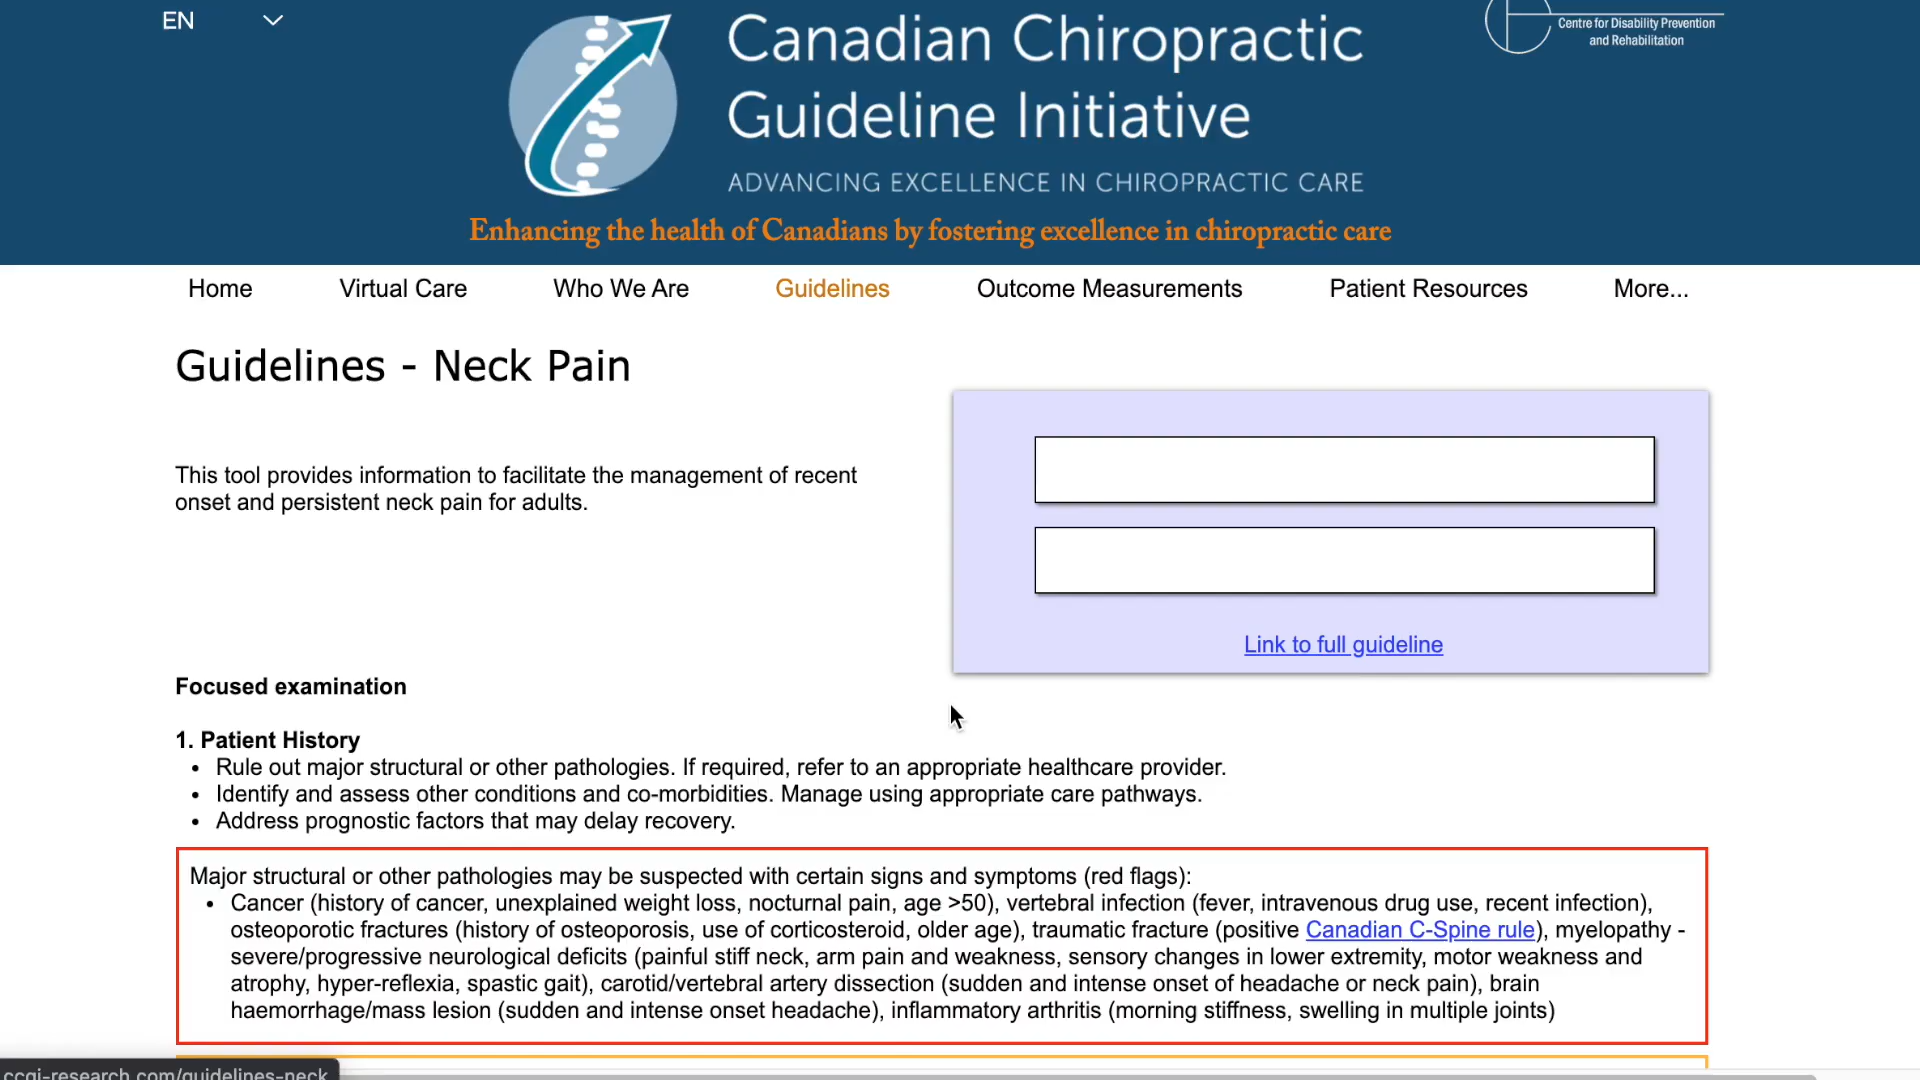 EN
Canadian Chiropractic
Guideline Initiative
ADVANCING EXCELLENCE IN CHIROPRACTIC CARE
Enhancing the health of Canadians by fostering excellence in chiropractic care
Centre for Disability Prevention
and Rehabilitation
Home Virtual Care Who We Are Guidelines Outcome Measurements Patient Resources More...
Guidelines - Neck Pain
This tool provides information to facilitate the management of recent
onset and persistent neck pain for adults.
Link to full guideline
Focused examination
1. Patient History
• Rule out major structural or other pathologies. If required, refer to an appropriate healthcare provider.
• Identify and assess other conditions and co-morbidities. Manage using appropriate care pathways.
• Address prognostic factors that may delay recovery.
Major structural or other pathologies may be suspected with certain signs and symptoms (red flags):
• Cancer (history of cancer, unexplained weight loss, nocturnal pain, age >50), vertebral infection (fever, intravenous drug use, recent infection),
osteoporotic fractures (history of osteoporosis, use of corticosteroid, older age), traumatic fracture (positive Canadian C-Spine rule), myelopathy -
severe/progressive neurological deficits (painful stiff neck, arm pain and weakness, sensory changes in lower extremity, motor weakness and
atrophy, hyper-reflexia, spastic gait), carotid/vertebral artery dissection (sudden and intense onset of headache or neck pain), brain
haemorrhage/mass lesion (sudden and intense onset headache), inflammatory arthritis (morning stiffness, swelling in multiple joints)
ccgi-research.com/guidelines-neck